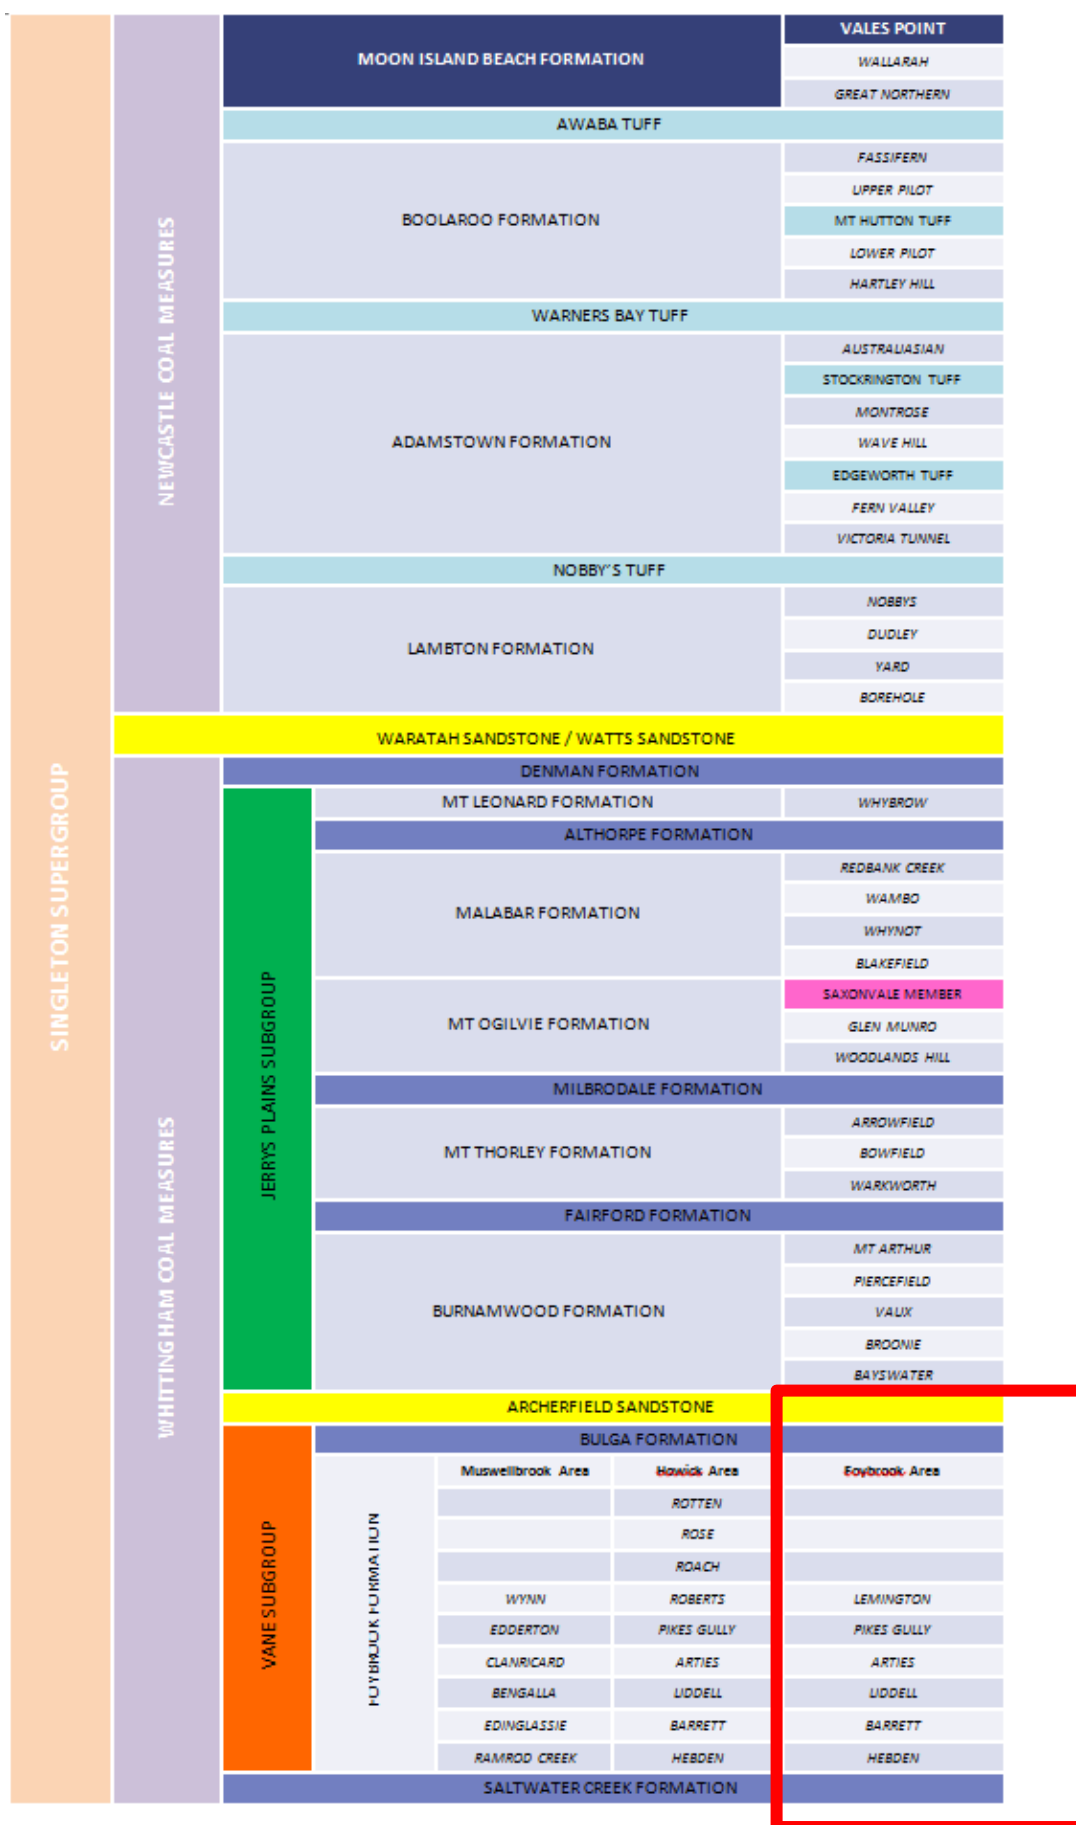 VALES POINT
MOON ISLAND BEACH FORMATION
WALLARAH
GREAT NORTHERN
AWABA TUFF
FASSIFERN
UPPER PILOT
BOOLAROO FORMATION
MT HUTTON TUFF
LOWER PILOT
HARTLEY HILL
WARNERS BAY TUFF
AUSTRALIASIAN
STOCKRINGTON TUFF
MONTROSE
ADAMSTOWN FORMATION
WAVE HILL
EDGEWORTH TUFF
FERN VALLEY
VICTORIA TUNNEL
NOBBY'S TUFF
NOBBYS
DUDLEY
LAMBTON FORMATION
YARD
BOREHOLE
NEWCASTLE COAL MEASURES
WARATAH SANDSTONE / WATTS SANDSTONE
SINGLETON SUPERGROUP
DENMAN FORMATION
MT LEONARD FORMATION WHYBROW
ALTHORPE FORMATION
REDBANK CREEK
WAMBO
MALABAR FORMATION
WHYNOT
BLAKEFIELD
SAXONVALE MEMBER
MT OGILVIE FORMATION GLEN MUNRO
WOODLANDS HILL
JERRYS PLAINS SUBGROUP
MILBRODALE FORMATION
ARROWFIELD
MT THORLEY FORMATION BOWFIELD
WARKWORTH
FAIRFORD FORMATION
MT ARTHUR
PIERCEFIELD
BURNAMWOOD FORMATION VAUX
BROONIE
BAYSWATER
WHITTINGHAM COAL MEASURES
ARCHERFIELD SANDSTONE
BULGA FORMATION
VANE SUBGROUP
FOYBROOK FORMATION
Muswellbrook Area Howick Area Foybrook Area
ROTTEN
ROSE
ROACH
WYNN ROBERTS LEMINGTON
EDDERTON PIKES GULLY PIKES GULLY
CLANRICARD ARTIES ARTIES
BENGALLA LIDDELL LIDDELL
EDINGLASSIE BARRETT BARRETT
RAMROD CREEK HEBDEN HEBDEN
SALTWATER CREEK FORMATION